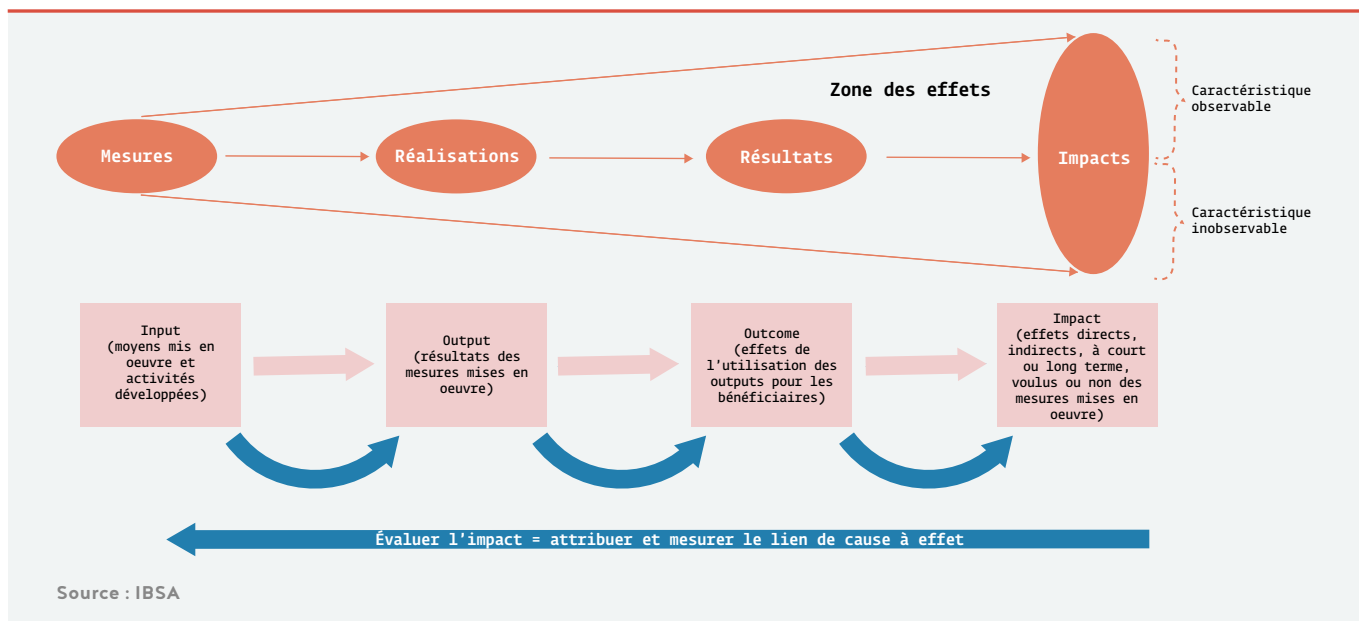 Zone des effets
Caractéristique
observable
Mesures
Réalisations
Résultats
Impacts
Caractéristique
inobservable
Input
(moyens mis en
oeuvre et
activités
développées)
Output
(résultats des
mesures mises en
oeuvre)
Outcome
(effets de
l'utilisation des
outputs pour les
bénéficiaires)
Impact
(effets directs,
indirects, à court
ou long terme,
voulus ou non des
mesures mises en
oeuvre)
Évaluer l'impact = attribuer et mesurer le lien de cause à effet
Source : IBSA